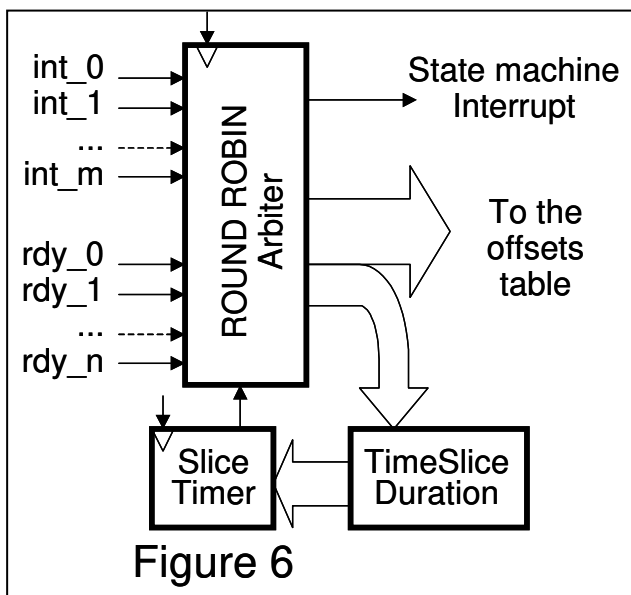 int_0
int_1
...
int_m
rdy_0
rdy_1
...
rdy_n
ROUND ROBIN
Arbiter
State machine
Interrupt
To the
offsets
table
Slice
Timer
TimeSlice
Duration
Figure 6